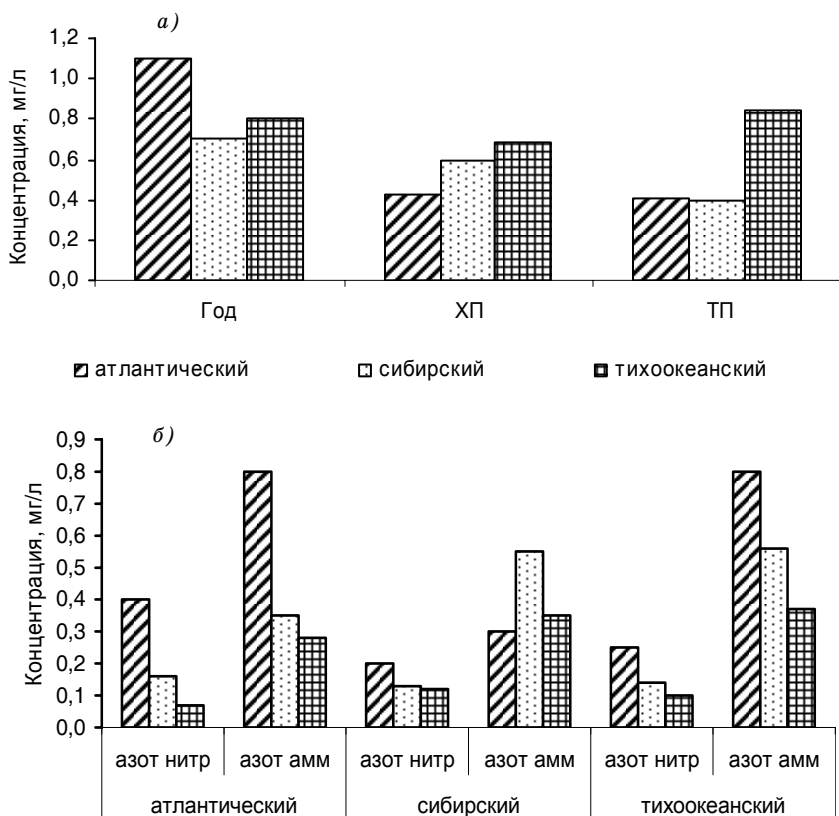 а)
Концентрация, мг/л
1,2
1,0
0,8
0,6
0,4
0,2
0,0
Год ХП ТП
атлантический сибирский тихоокеанский
б)
Концентрация, мг/л
0,9
0,8
0,7
0,6
0,5
0,4
0,3
0,2
0,1
0,0
азот нитр азот амм азот нитр азот амм азот нитр азот амм
атлантический сибирский тихоокеанский